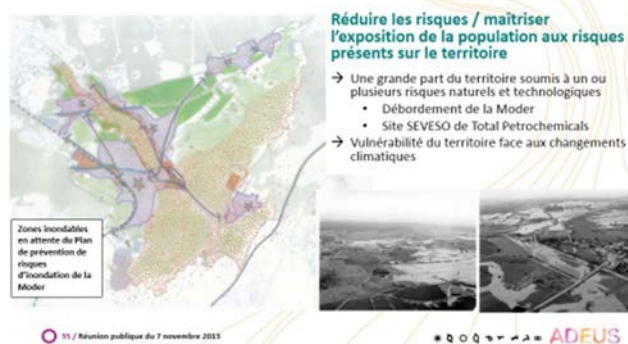 Réduire les risques / maîtriser
l'exposition de la population aux risques
présents sur le territoire
→ Une grande part du territoire soumis à un ou
plusieurs risques naturels et technologiques
• Débordement de la Moder
• Site SEVESO de Total Petrochemicals
→ Vulnérabilité du territoire face aux changements
climatiques
Zones inondables
en attente du Plan
de prévention de
risques
d'inondation de la
Moder
35 / Réunion publique du 7 novembre 2013
ADEUS